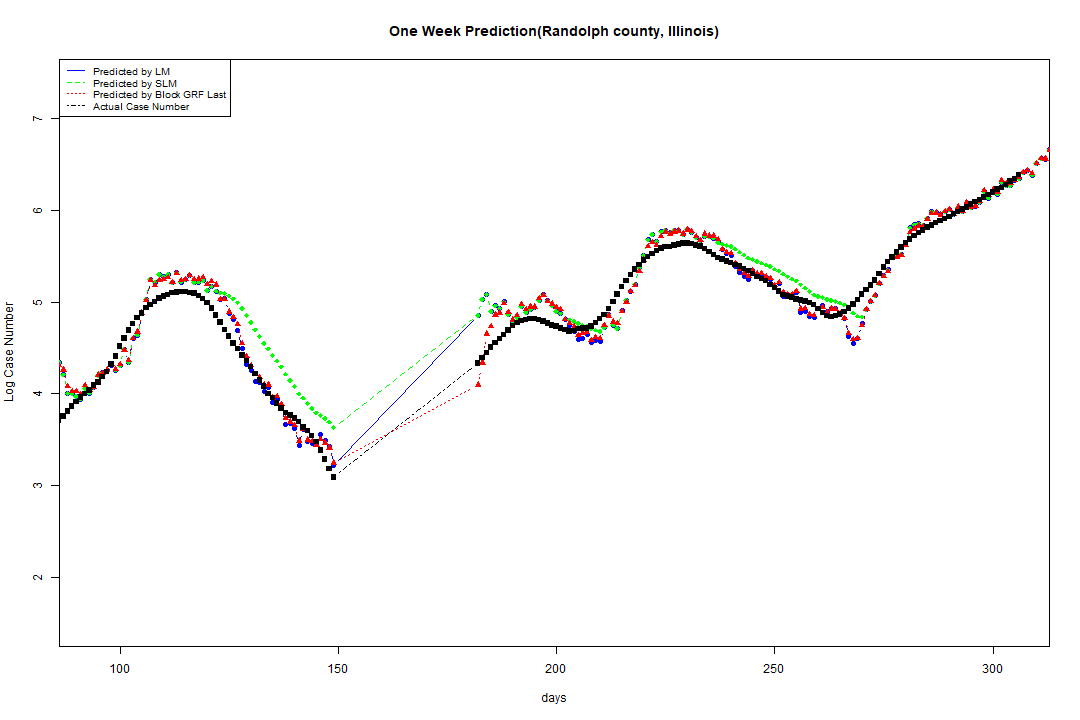 One Week Prediction(Randolph county, Illinois)
Predicted by LM
Predicted by SLM
Predicted by Block GRF Last
Actual Case Number
Log Case Number
7
6
5
4
3
2
100 150 200 250 300
days